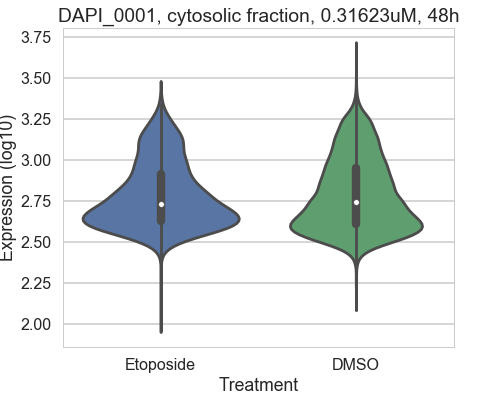 DAPI_0001, cytosolic fraction, 0.31623uM, 48h
3.75
3.50
3.25
3.00
2.75
2.50
2.25
2.00
Expression (log10)
Etoposide
DMSO
Treatment